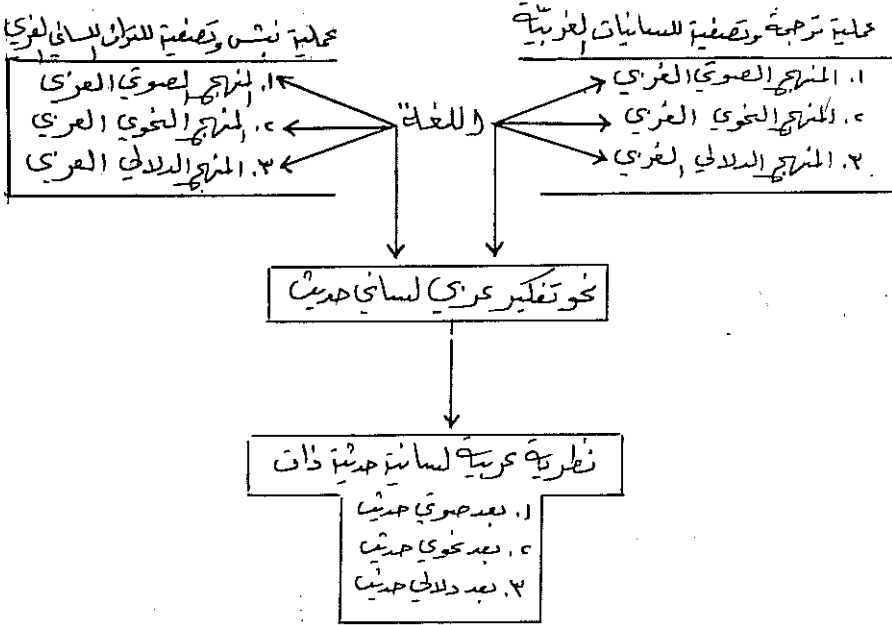 عملية ترجمة وتصفية للسانيات الغربيّة
١. المنهج الصوتي الغربي
٢. المنهج النحوي الغربي
٣. المنهج الدلالي الغربي
اللغة
عملية نبش وتصفية للتراث اللساني العربي
١. المنهج الصوتي العربي
٢. المنهج النحوي العربي
٣. المنهج الدلالي العربي
نحو تفكير عربي لساني حديث
نظرية عربية لسانية حديثة ذات
١. بعد صوتي حديث
٢. بعد نحوي حديث
٣. بعد دلالي حديث